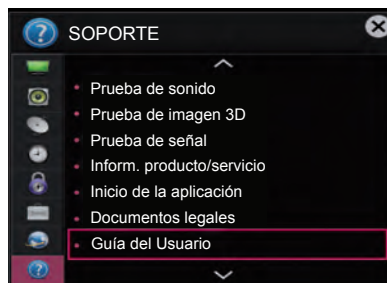 SOPORTE
Prueba de sonido
Prueba de imagen 3D
Prueba de señal
Inform. producto/servicio
Inicio de la aplicación
Documentos legales
Guía del Usuario